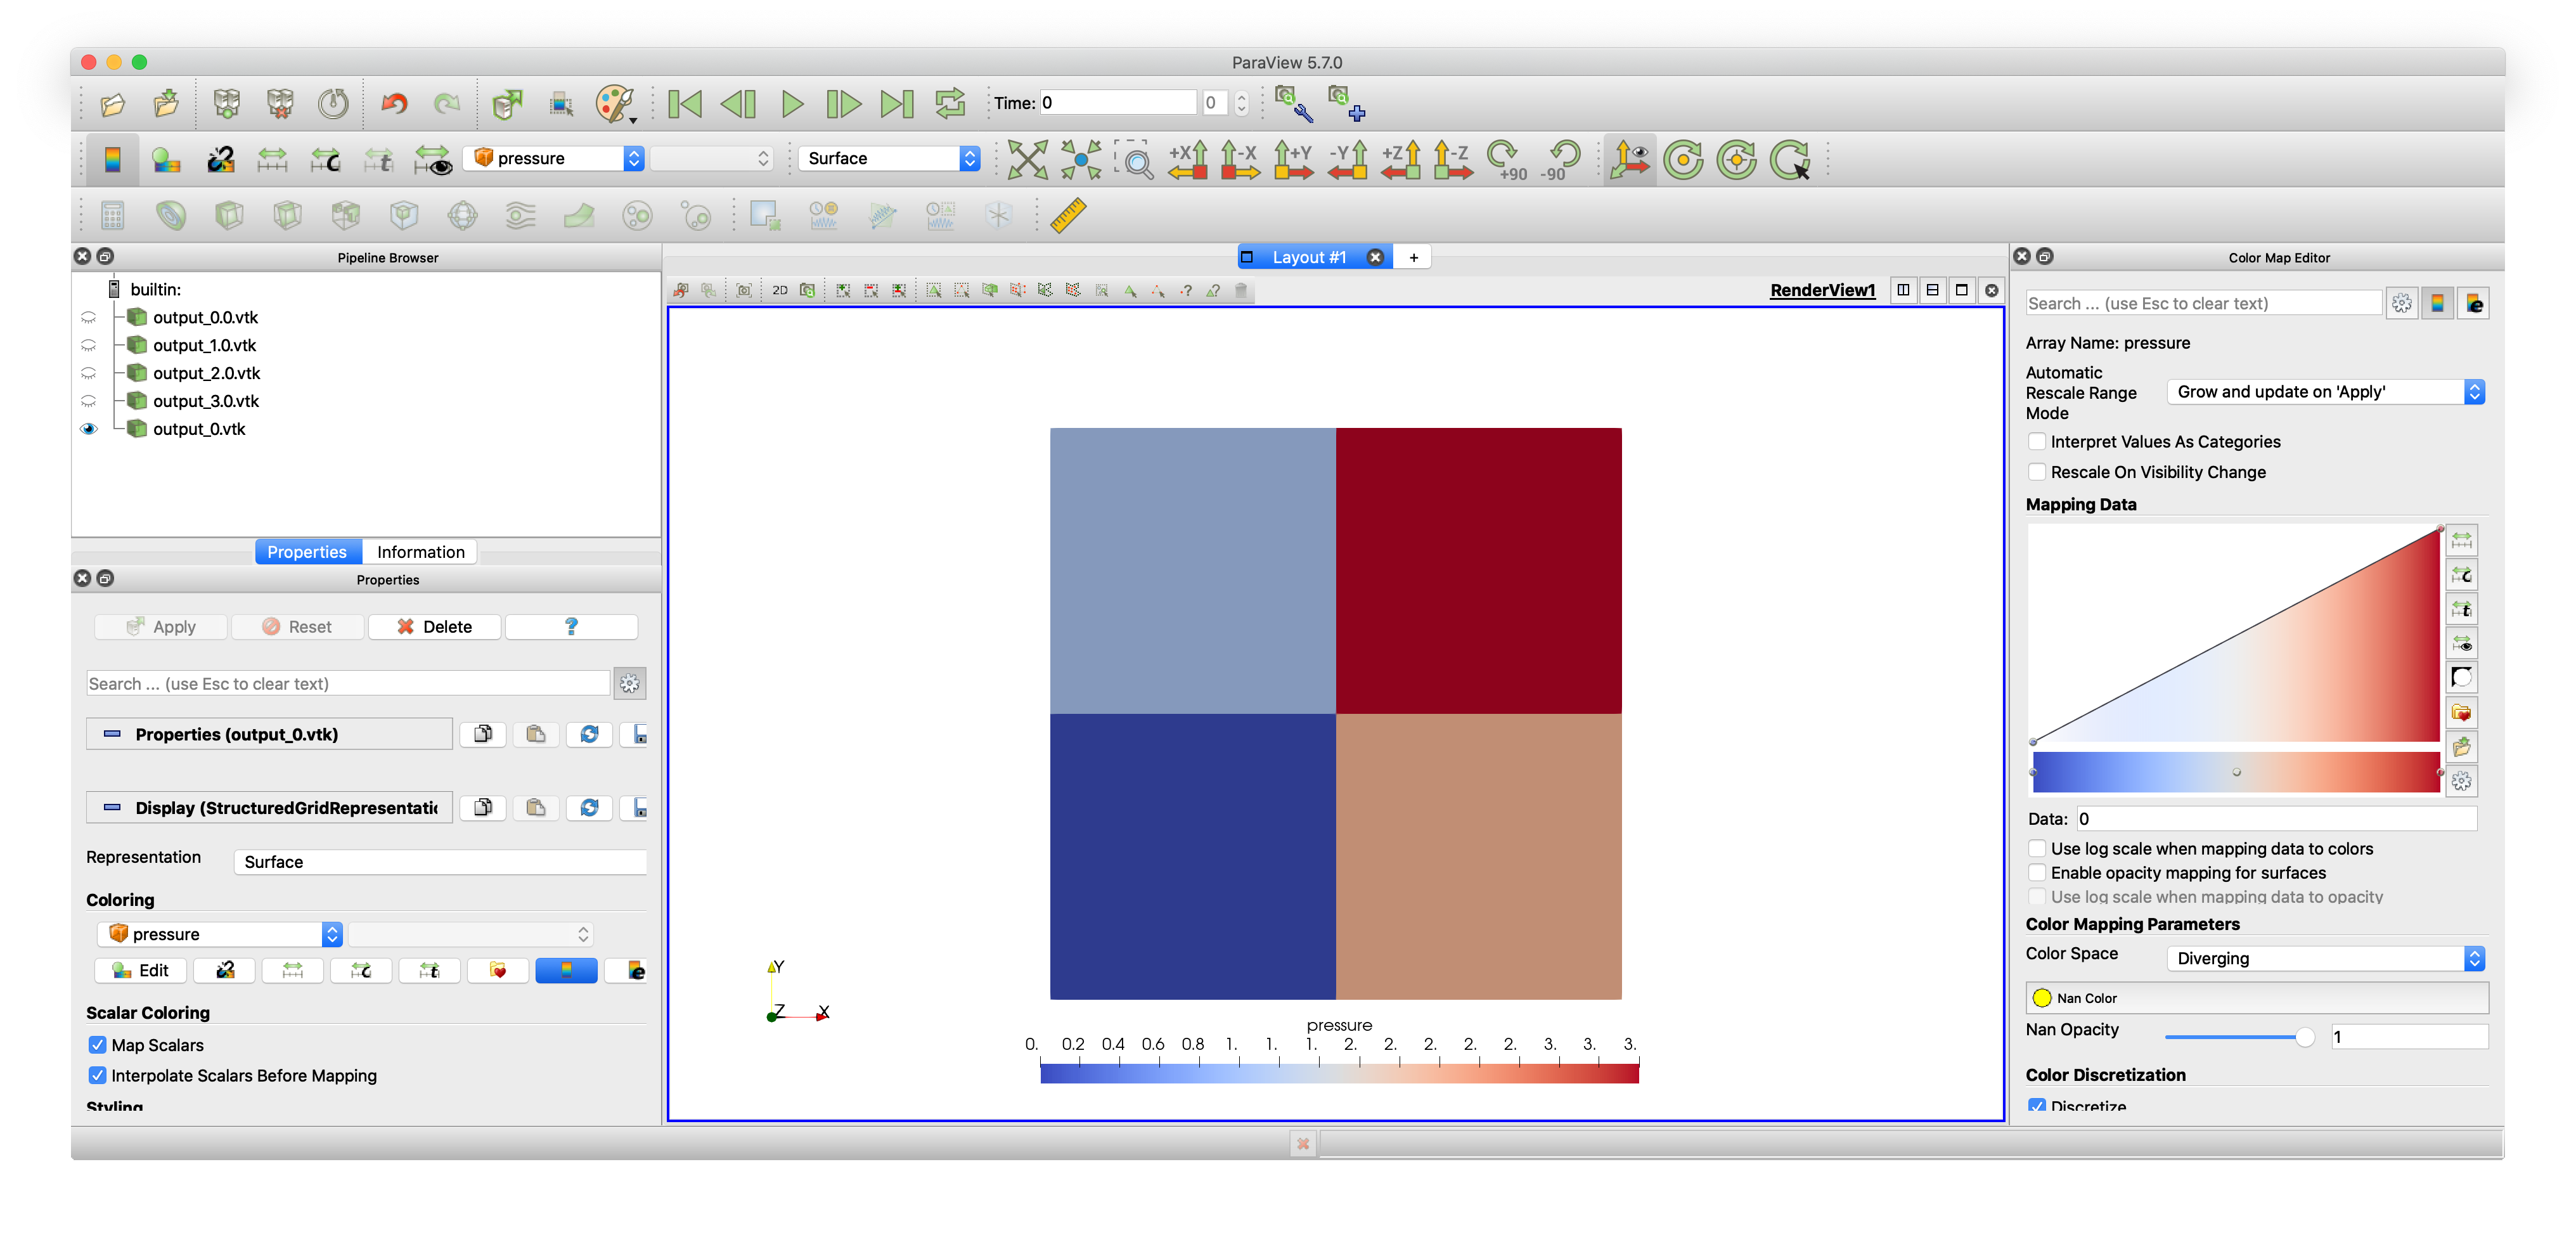 ParaView 5.7.0
Time: 0 0
pressure Surface +X -X +Y -Y +Z -Z +90 -90
Pipeline Browser
builtin:
output_0.0.vtk
output_1.0.vtk
output_2.0.vtk
output_3.0.vtk
output_0.vtk
Properties Information
Properties
Apply Reset Delete ?
Search ... (use Esc to clear text)
Properties (output_0.vtk)
Display (StructuredGridRepresentatic
Representation Surface
Coloring
pressure
Edit
Scalar Coloring
Map Scalars
Interpolate Scalars Before Mapping
Styling
Layout #1 +
2D RenderView1
Y
Z X
pressure
0. 0.2 0.4 0.6 0.8 1. 1. 1. 2. 2. 2. 2. 2. 3. 3. 3.
Color Map Editor
Search ... (use Esc to clear text)
Array Name: pressure
Automatic
Rescale Range
Mode
Grow and update on 'Apply'
Interpret Values As Categories
Rescale On Visibility Change
Mapping Data
Data: 0
Use log scale when mapping data to colors
Enable opacity mapping for surfaces
Use log scale when mapping data to opacity
Color Mapping Parameters
Color Space Diverging
Nan Color
Nan Opacity 1
Color Discretization
Discretize